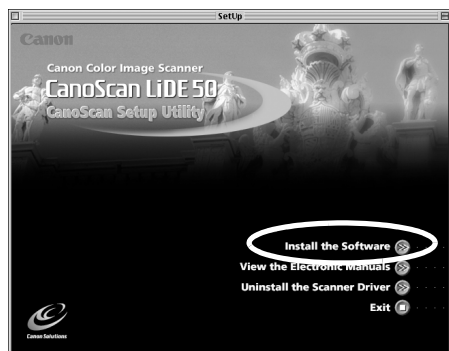 SetUp
Canon
Canon Color Image Scanner
CanoScan LiDE 50
CanoScan Setup Utility
Install the Software
View the Electronic Manuals
Uninstall the Scanner Driver
Exit
Canon Solutions